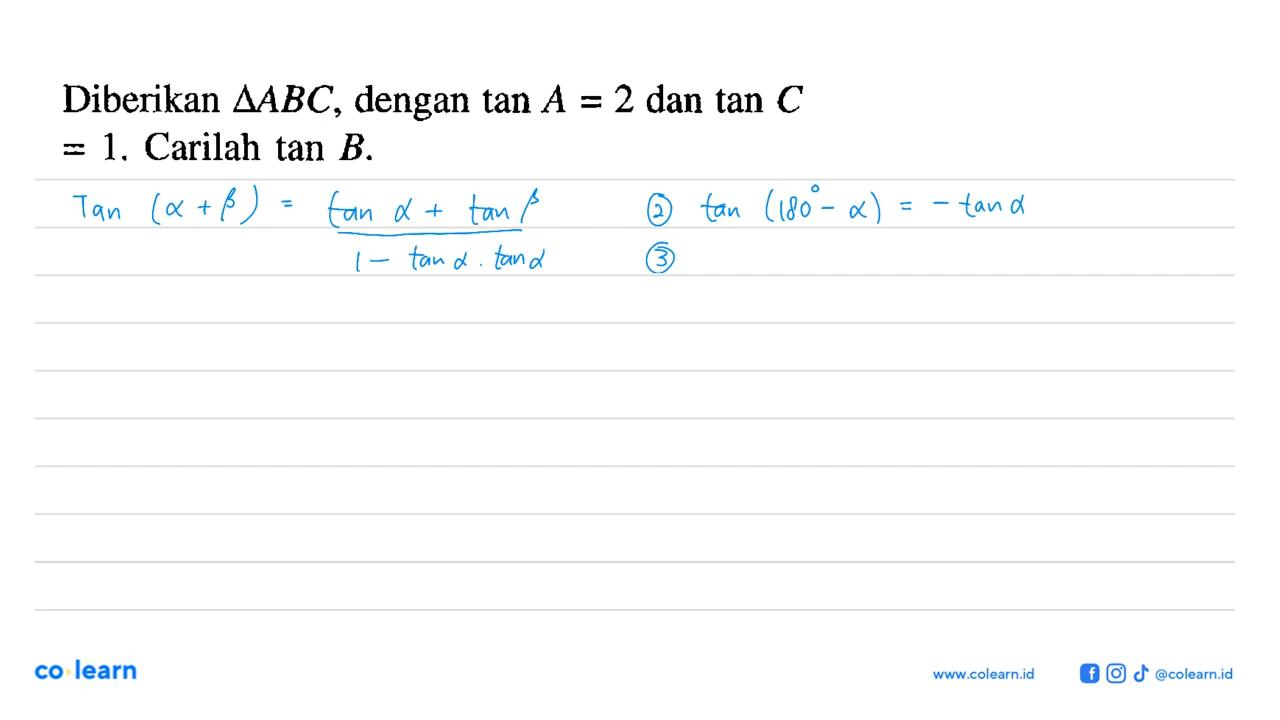 Diberikan ΔABC, dengan tan A = 2 dan tan C
= 1. Carilah tan B.
Tan (α + β) = tan α + tan β / 1 - tan α . tan α
② tan (180° - α) = - tan α
③
co learn
www.colearn.id
@colearn.id